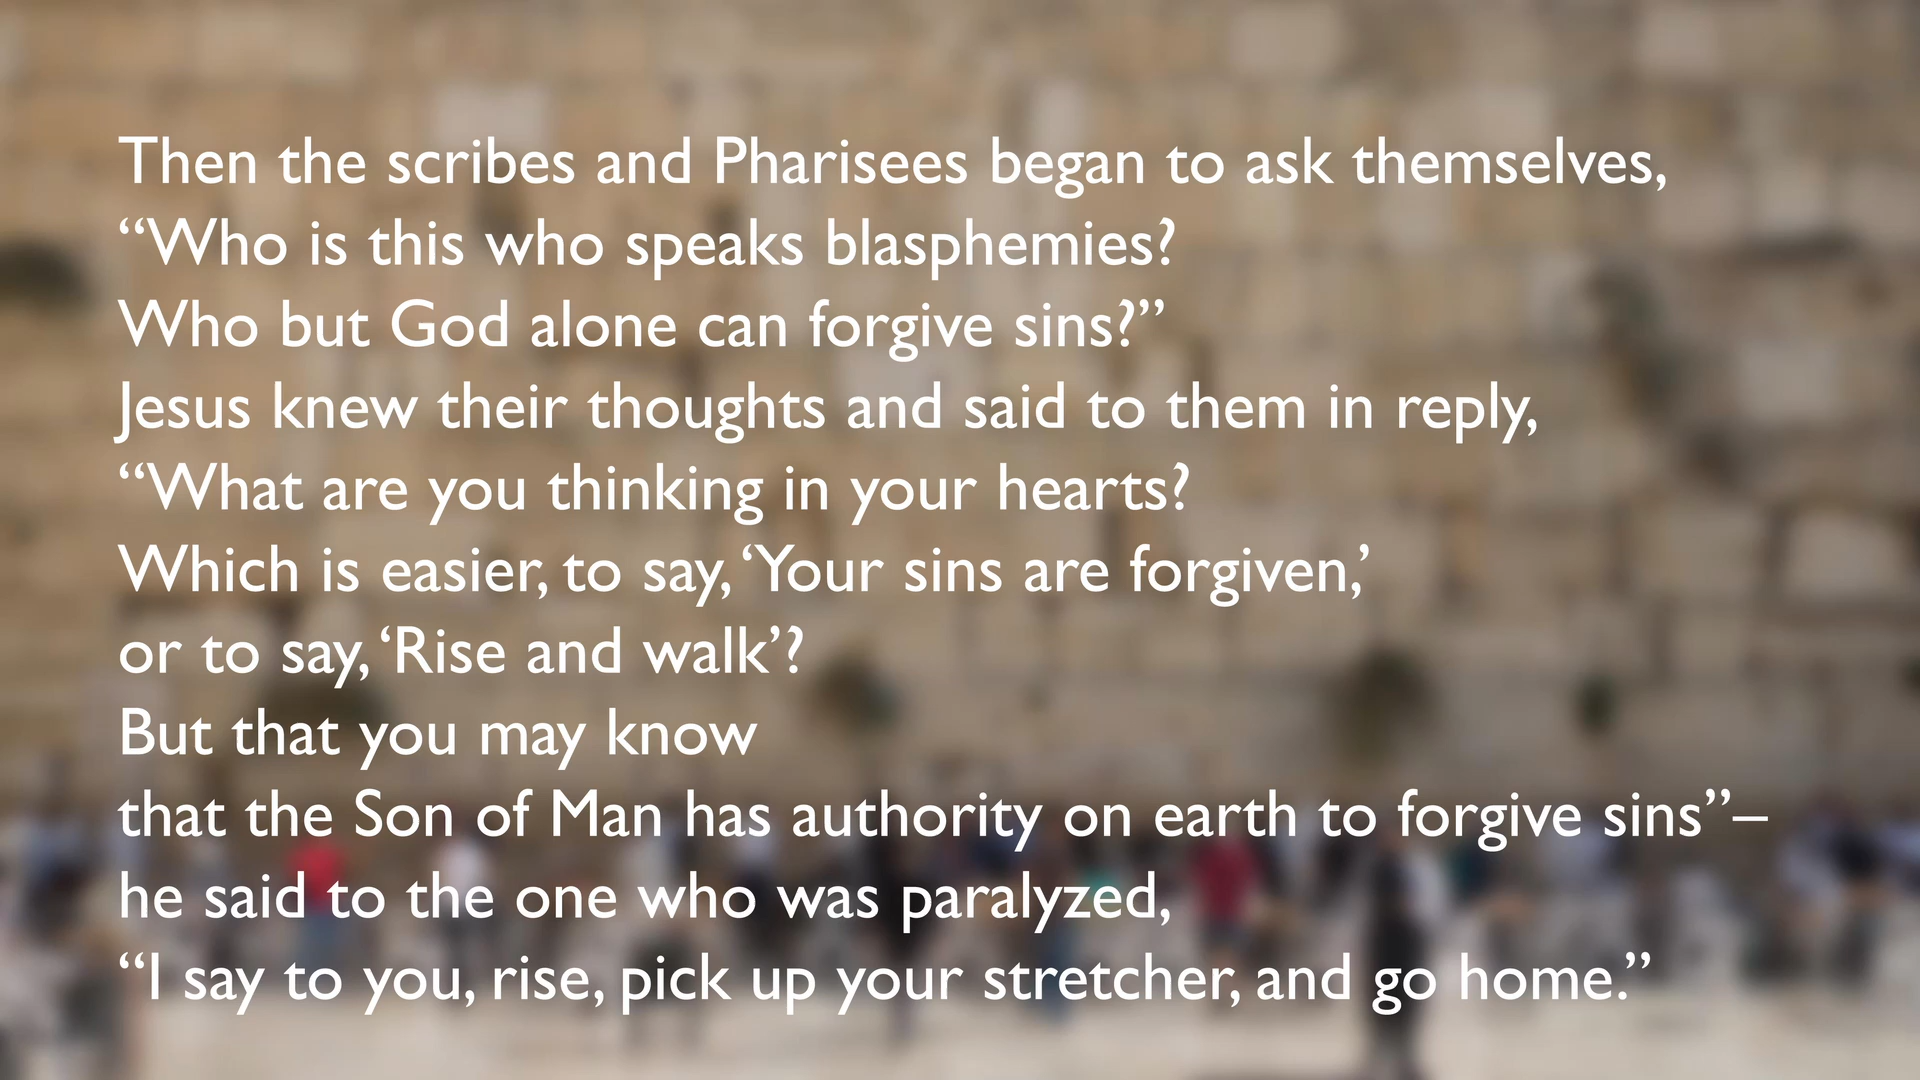 Then the scribes and Pharisees began to ask themselves,
“Who is this who speaks blasphemies?
Who but God alone can forgive sins?”
Jesus knew their thoughts and said to them in reply,
“What are you thinking in your hearts?
Which is easier, to say, ‘Your sins are forgiven,’
or to say, ‘Rise and walk’?
But that you may know
that the Son of Man has authority on earth to forgive sins”–
he said to the one who was paralyzed,
“I say to you, rise, pick up your stretcher, and go home.”